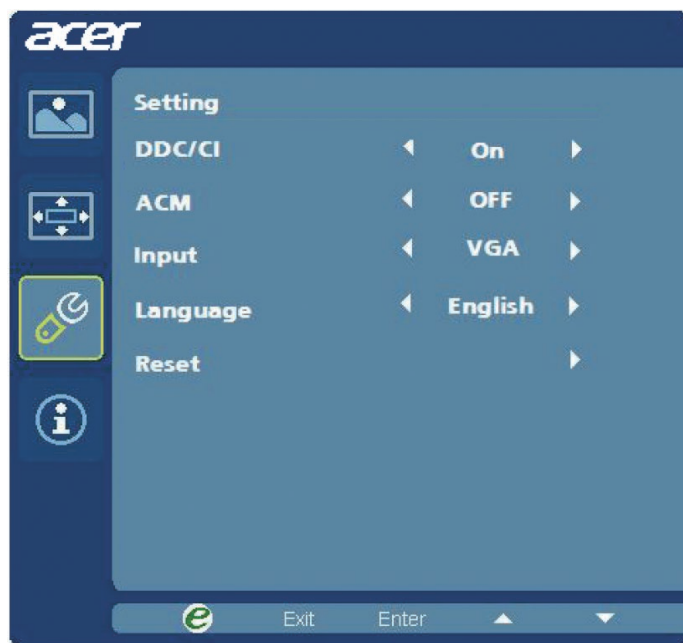 acer
Setting
DDC/CI On
ACM OFF
Input VGA
Language English
Reset
e Exit Enter